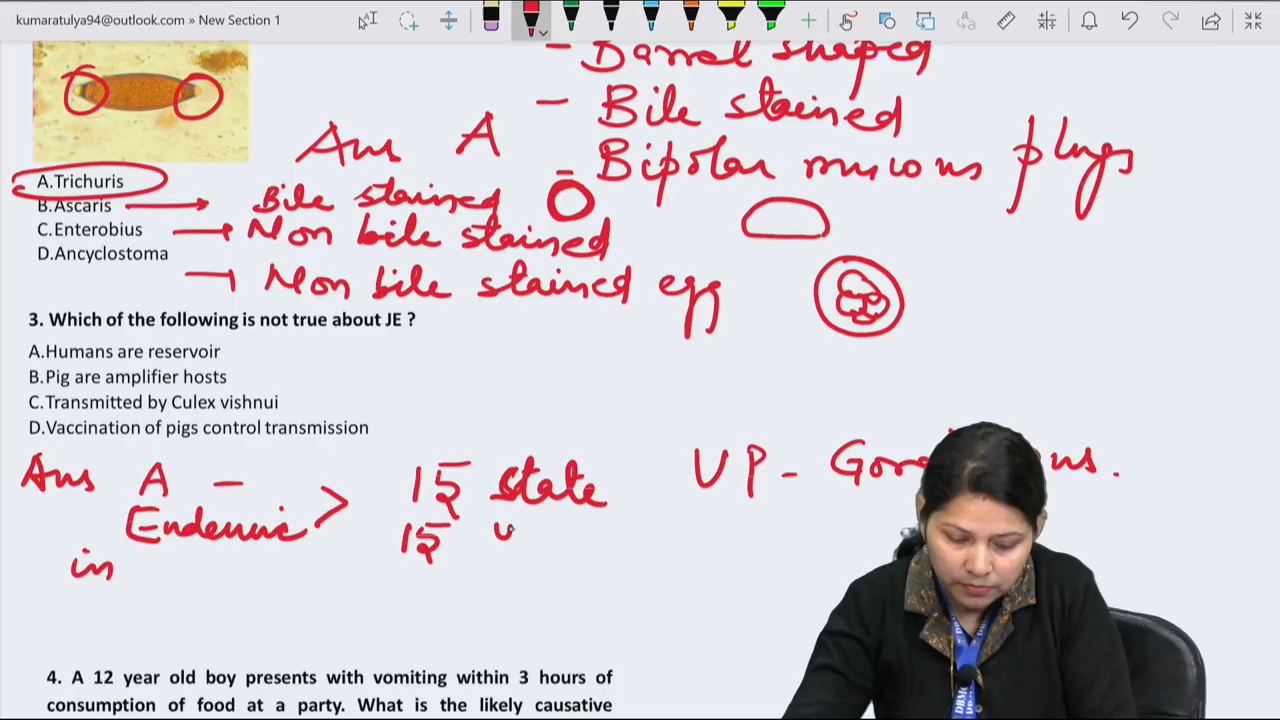 kumaratulya94@outlook.com » New Section 1
- Barrel shaped
- Bile stained
- Bipolar mucous plugs
Ans A
A.Trichuris
B.Ascaris → Bile stained
C.Enterobius → Non bile stained
D.Ancyclostoma → Non bile stained egg
3. Which of the following is not true about JE ?
A.Humans are reservoir
B.Pig are amplifier hosts
C.Transmitted by Culex vishnui
D.Vaccination of pigs control transmission
Ans A - 
Endemic > 15 state
in 15
UP -
4. A 12 year old boy presents with vomiting within 3 hours of
consumption of food at a party. What is the likely causative